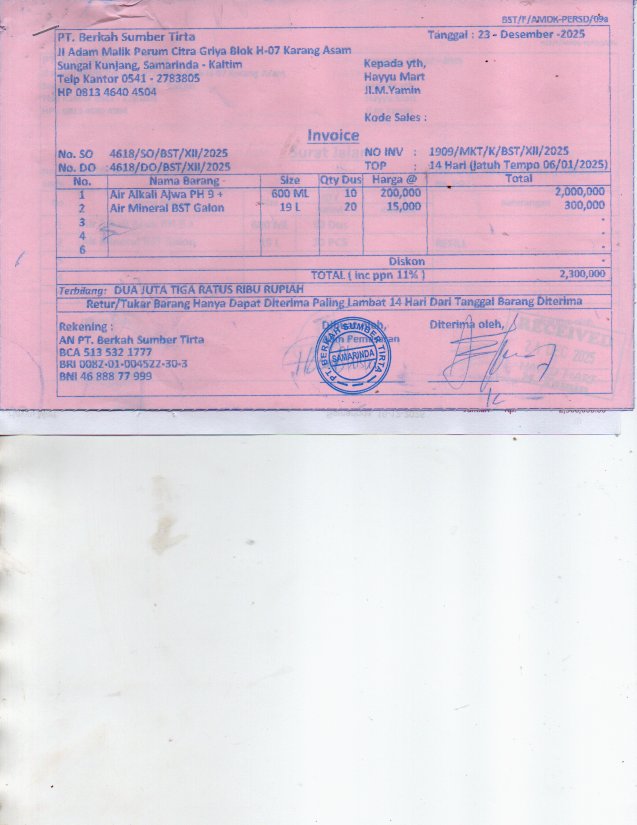 BST/F/AMDK-PERSD/09a
PT. Berkah Sumber Tirta
Tanggal : 23 - Desember -2025
Jl Adam Malik Perum Citra Griya Blok H-07 Karang Asam
Sungai Kunjang, Samarinda - Kaltim
Kepada yth,
Telp Kantor 0541 - 2783805
Hayyu Mart
HP 0813 4640 4504
Jl.M.Yamin
Kode Sales :
Invoice
No. SO 4618/SO/BST/XII/2025 NO INV : 1909/MKT/K/BST/XII/2025
No. DO :4618/DO/BST/XII/2025 TOP : 14 Hari (Jatuh Tempo 06/01/2025)
No. Nama Barang Size Qty Dus Harga @ Total
1 Air Alkali Ajwa PH 9 + 600 ML 10 200,000 2,000,000
2 Air Mineral BST Galon 19 L 20 15,000 300,000
3 -
4 -
6 -
Diskon -
TOTAL ( inc ppn 11% ) 2,300,000
Terbilang: DUA JUTA TIGA RATUS RIBU RUPIAH
Retur/Tukar Barang Hanya Dapat Diterima Paling Lambat 14 Hari Dari Tanggal Barang Diterima
Rekening : Diterima oleh,
AN PT. Berkah Sumber Tirta
BCA 513 532 1777
BRI 0082-01-004522-30-3
BNI 46 888 77 999
PT. BERKAH SUMBER TIRTA
SAMARINDA
RECEIVED